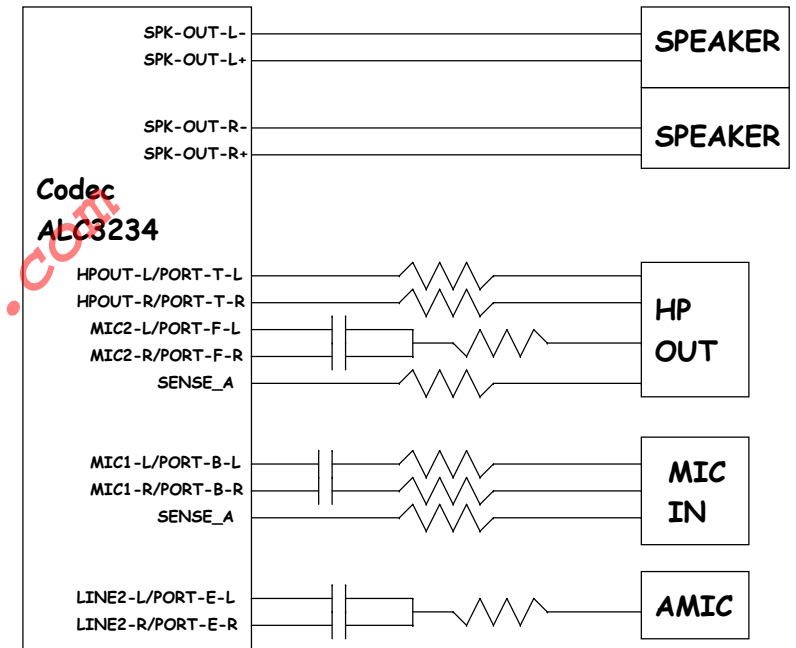 SPK-OUT-L-
SPK-OUT-L+
SPEAKER
SPK-OUT-R-
SPK-OUT-R+
SPEAKER
Codec
ALC3234
.com
HPOUT-L/PORT-T-L
HPOUT-R/PORT-T-R
MIC2-L/PORT-F-L
MIC2-R/PORT-F-R
SENSE_A
HP
OUT
MIC1-L/PORT-B-L
MIC1-R/PORT-B-R
SENSE_A
MIC
IN
LINE2-L/PORT-E-L
LINE2-R/PORT-E-R
AMIC